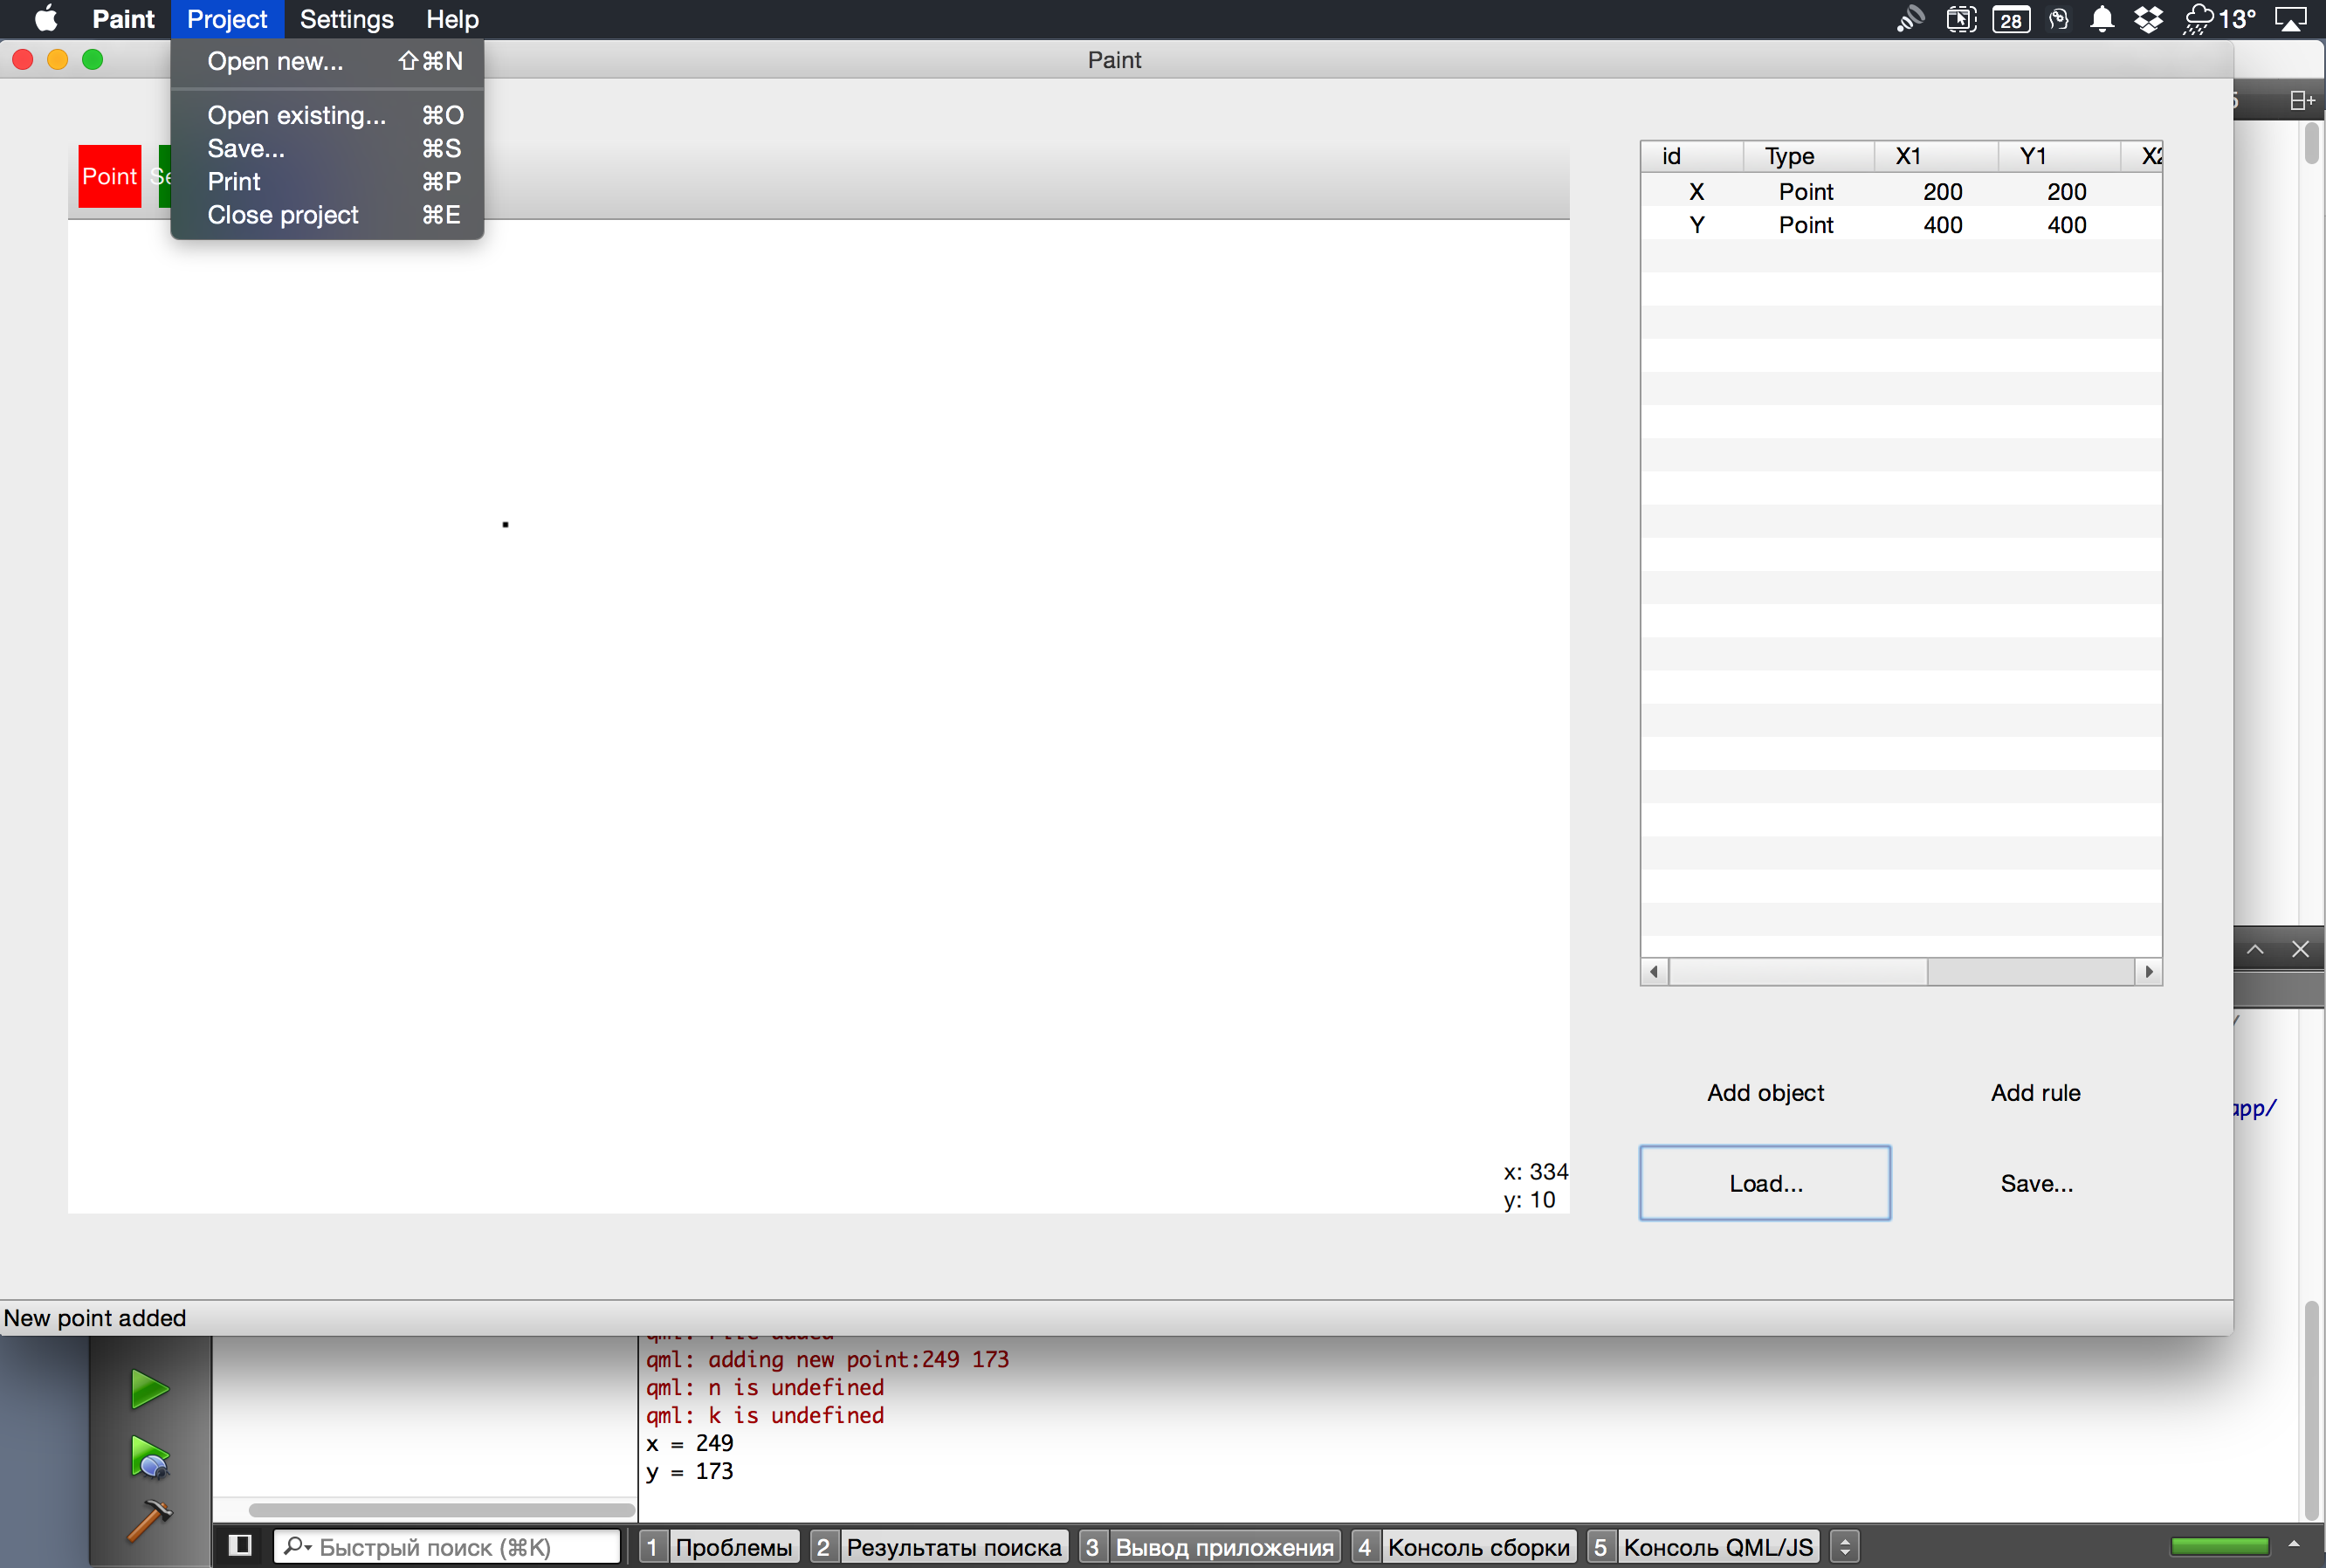 Paint Project Settings Help 28 13°
Paint
Open new... ⇧⌘N
Open existing... ⌘O
Save... ⌘S
Print ⌘P
Close project ⌘E
Point Se
id Type X1 Y1 X2
X Point 200 200
Y Point 400 400
x: 334
y: 10
Add object Add rule
Load... Save...
app/
New point added
qml: adding new point:249 173
qml: n is undefined
qml: k is undefined
x = 249
y = 173
Быстрый поиск (⌘K) 1 Проблемы 2 Результаты поиска 3 Вывод приложения 4 Консоль сборки 5 Консоль QML/JS